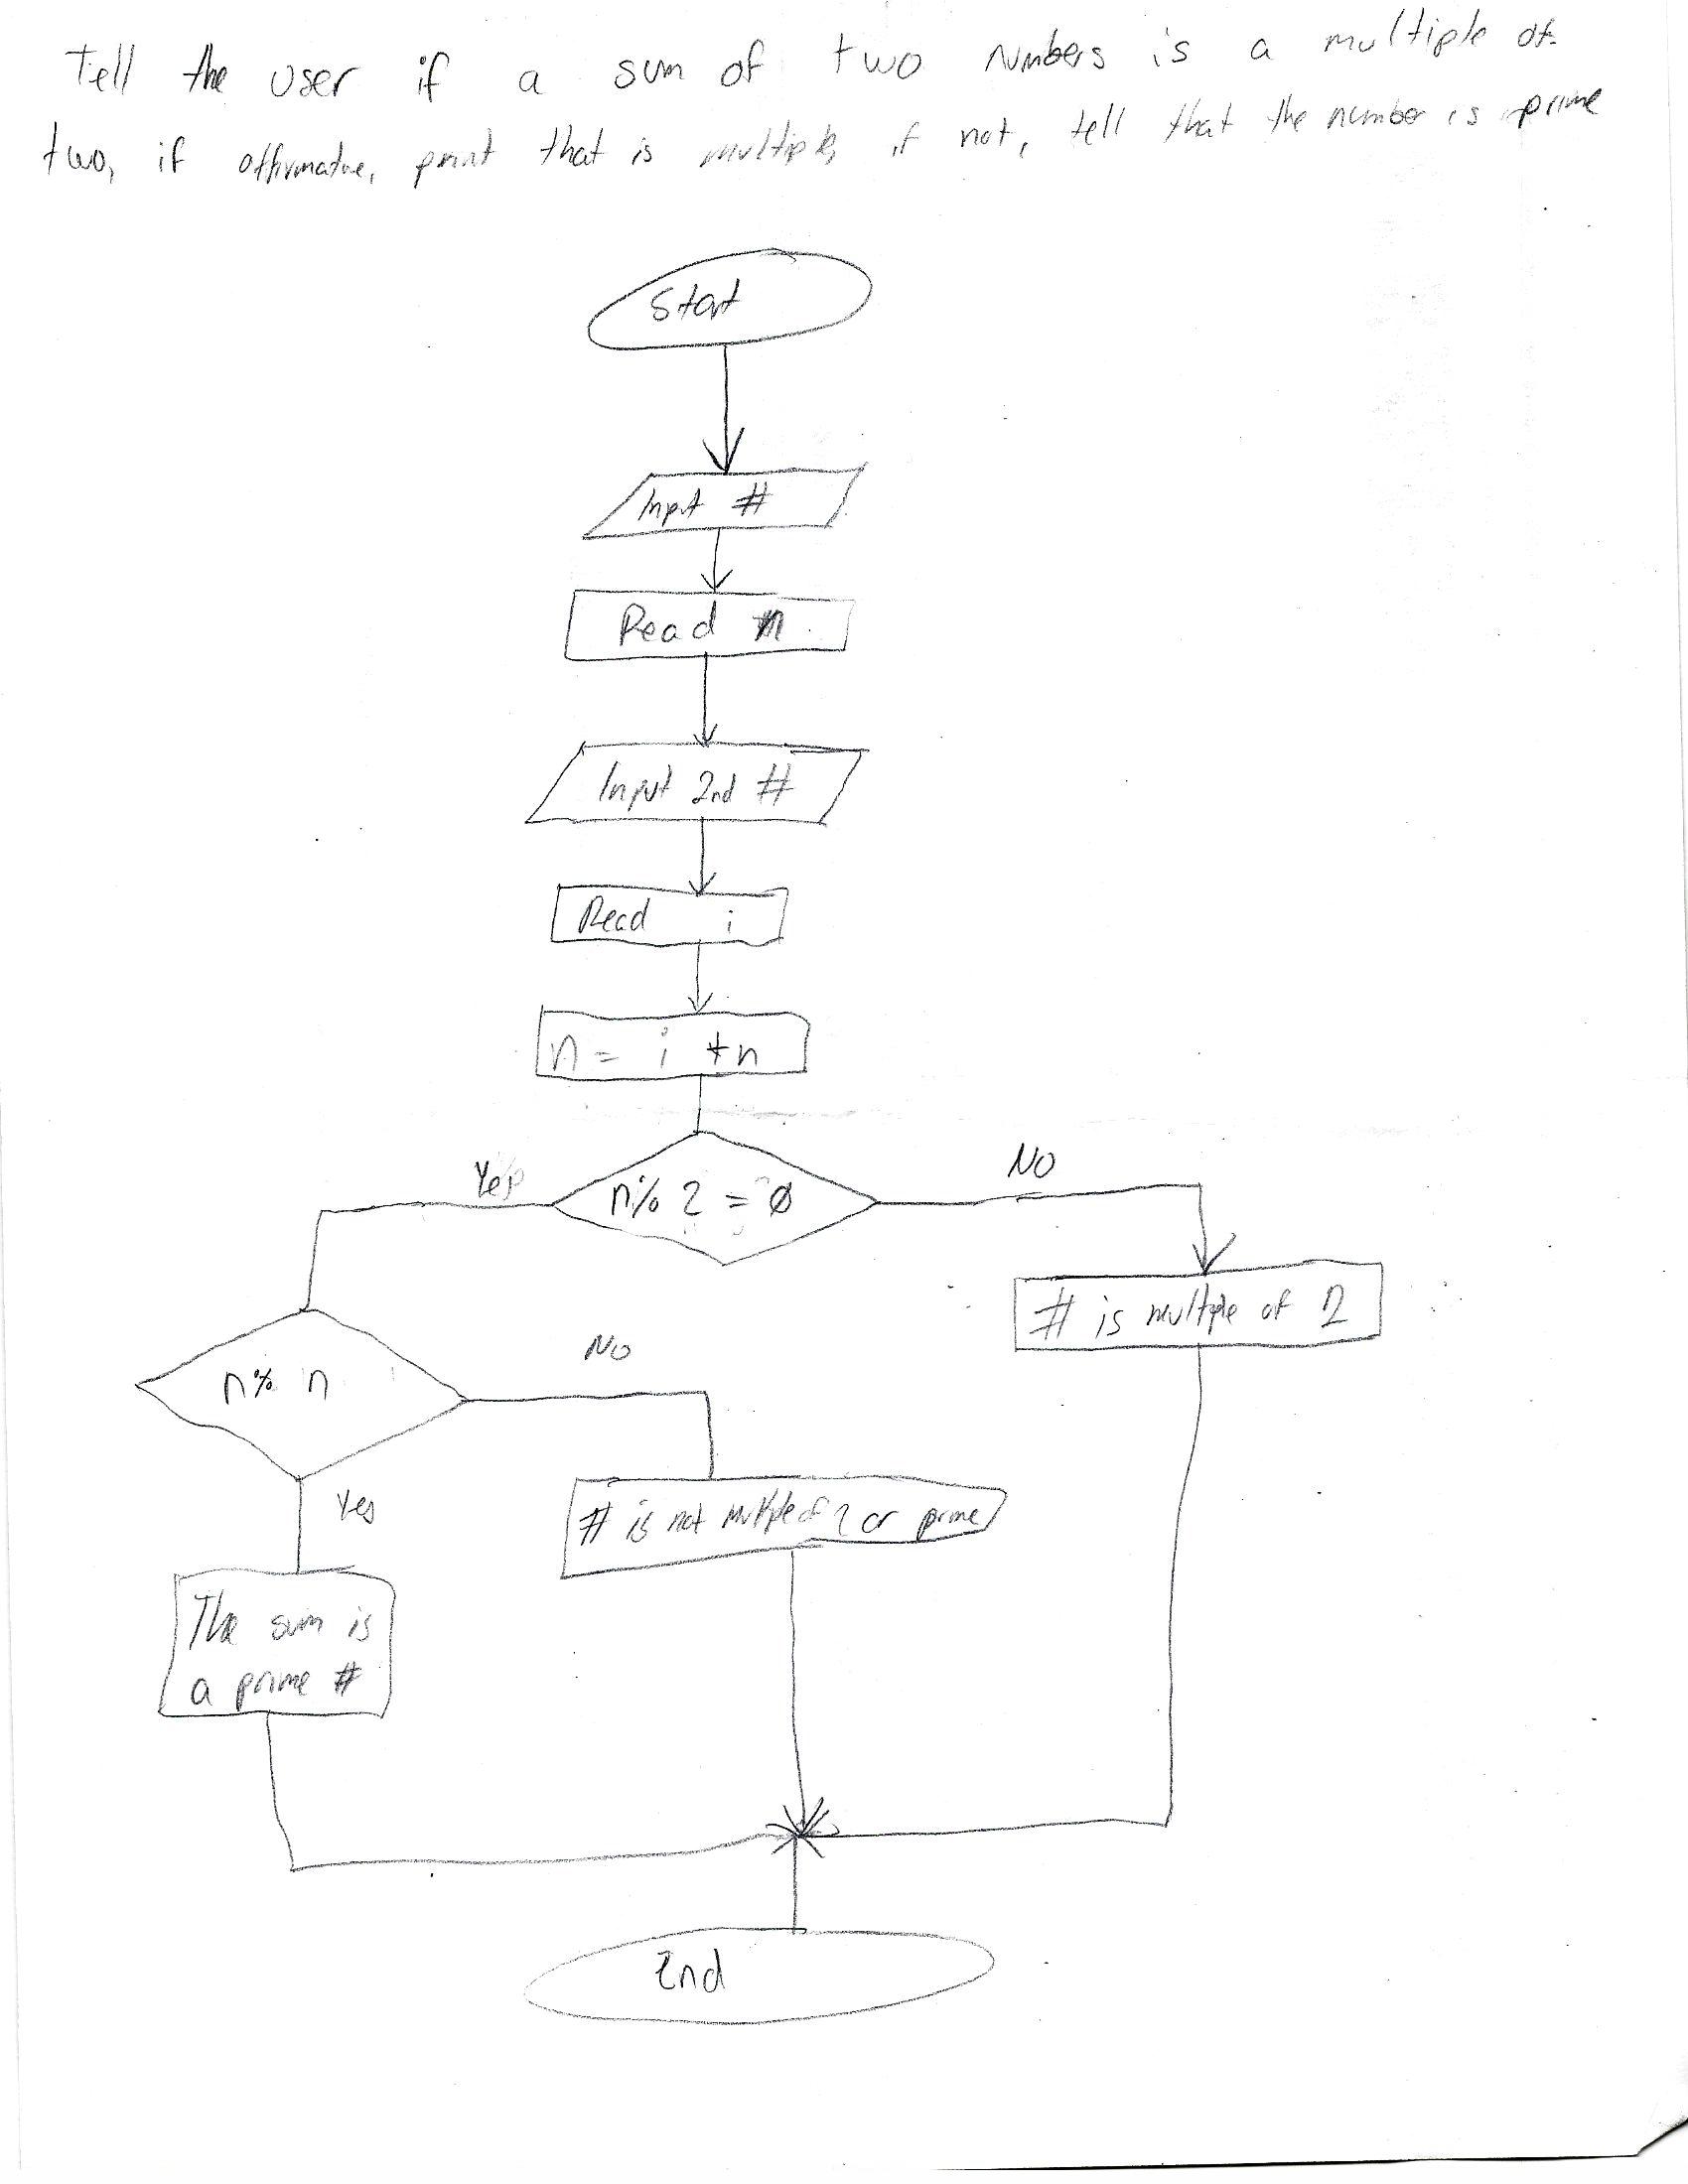 Tell the user if a sum of two numbers is a multiple of
two, if affirmative, print that is multiple, if not, tell that the number is prime
Start
Input #
Read n
Input 2nd #
Read i
n = i + n
Yes
n% 2 = 0
NO
# is multiple of 2
n% n
NO
Yes
# is not multiple of 2 or prime
The sum is
a prime #
End